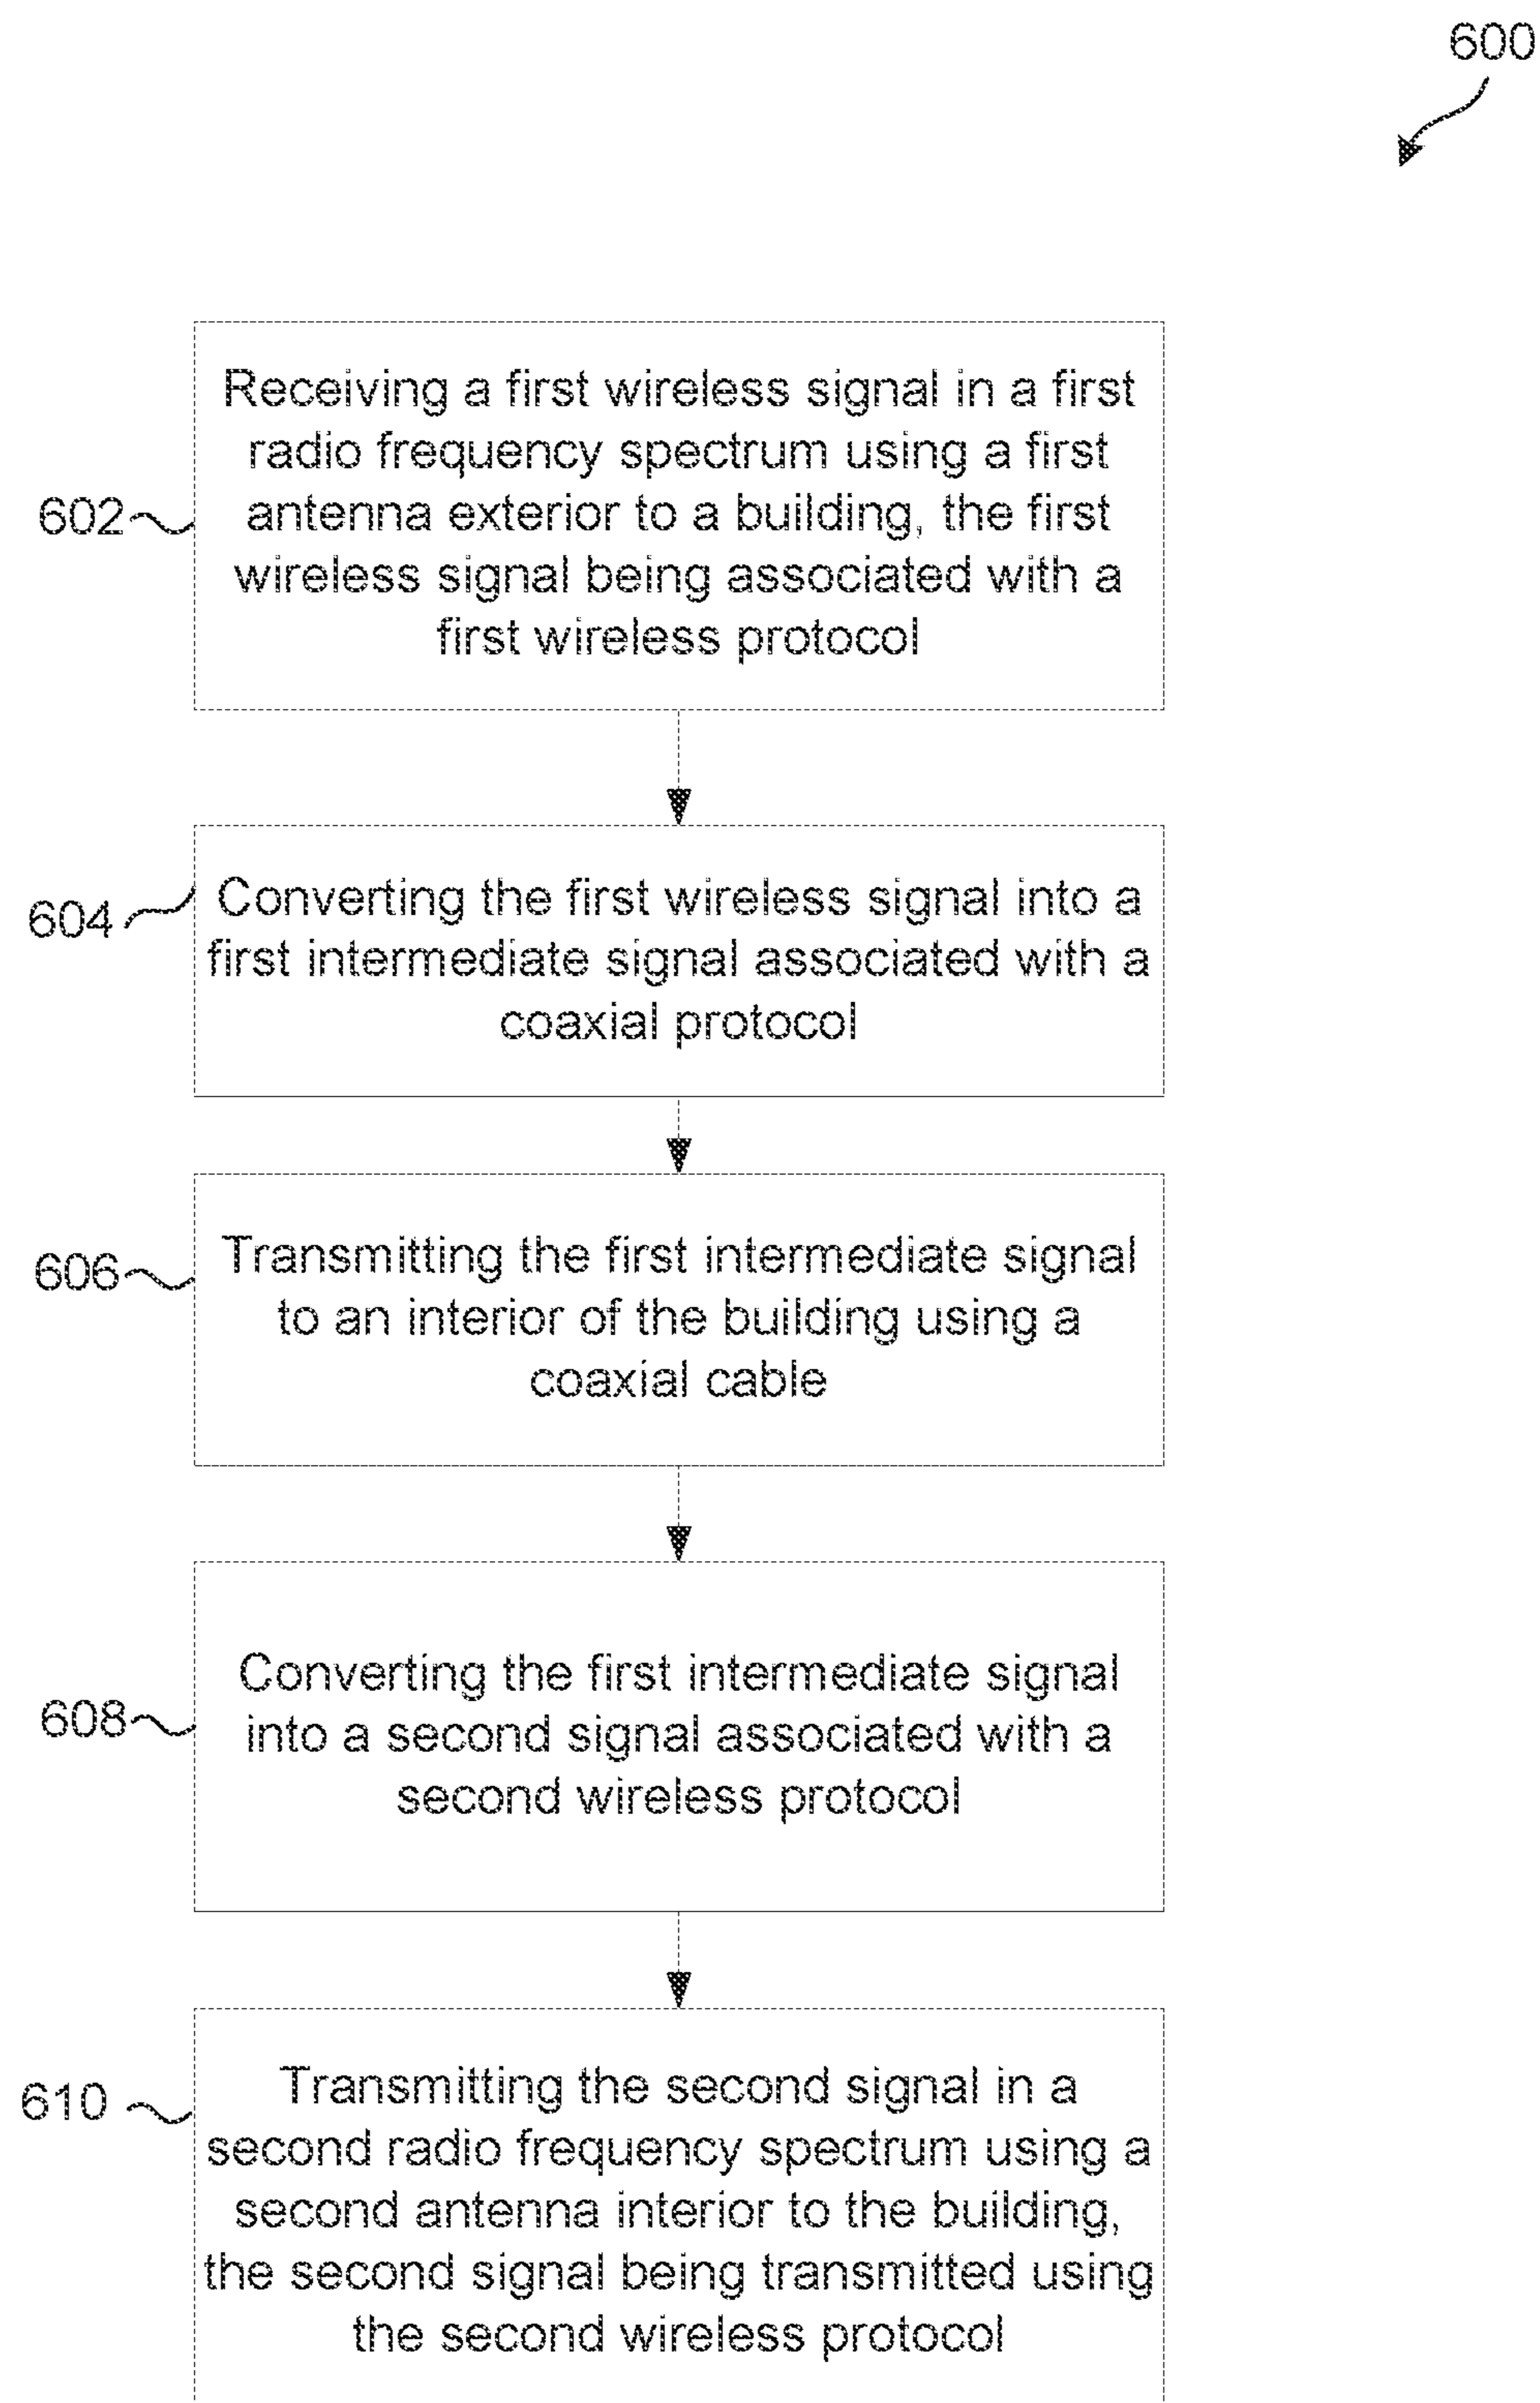 600
Receiving a first wireless signal in a first
radio frequency spectrum using a first
antenna exterior to a building, the first
wireless signal being associated with a
first wireless protocol
602
Converting the first wireless signal into a
first intermediate signal associated with a
coaxial protocol
604
Transmitting the first intermediate signal
to an interior of the building using a
coaxial cable
606
Converting the first intermediate signal
into a second signal associated with a
second wireless protocol
608
Transmitting the second signal in a
second radio frequency spectrum using a
second antenna interior to the building,
the second signal being transmitted using
the second wireless protocol
610